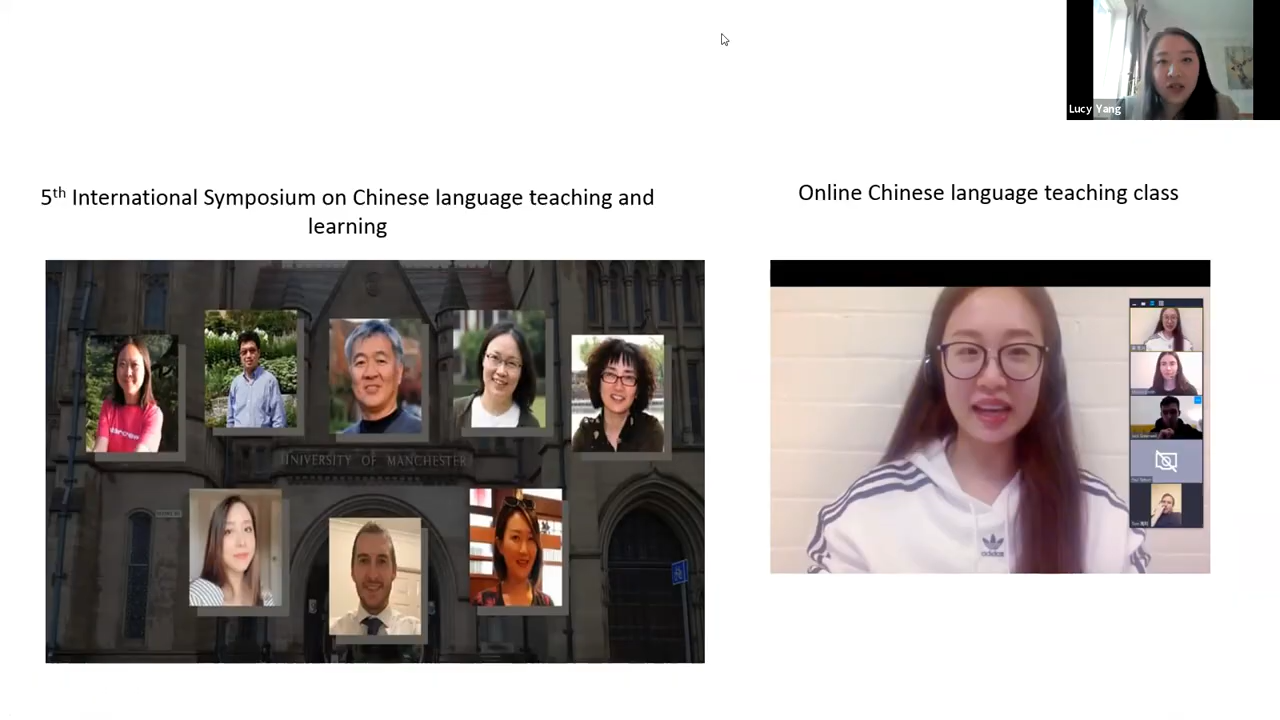 Lucy Yang
5th International Symposium on Chinese language teaching and
learning
Online Chinese language teaching class
UNIVERSITY OF MANCHESTER
adidas